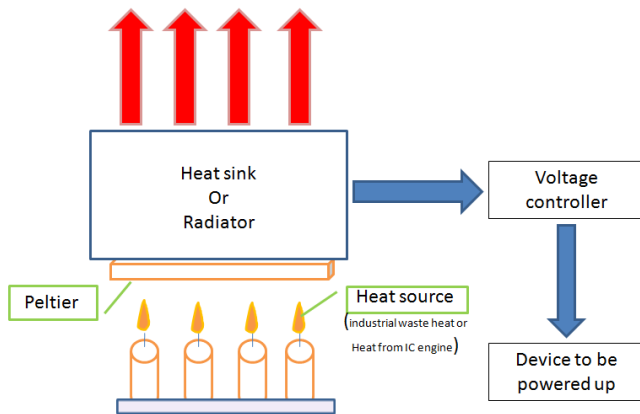 Heat sink
Or
Radiator
Voltage
controller
Peltier
Heat source
(industrial waste heat or
Heat from IC engine)
Device to be
powered up